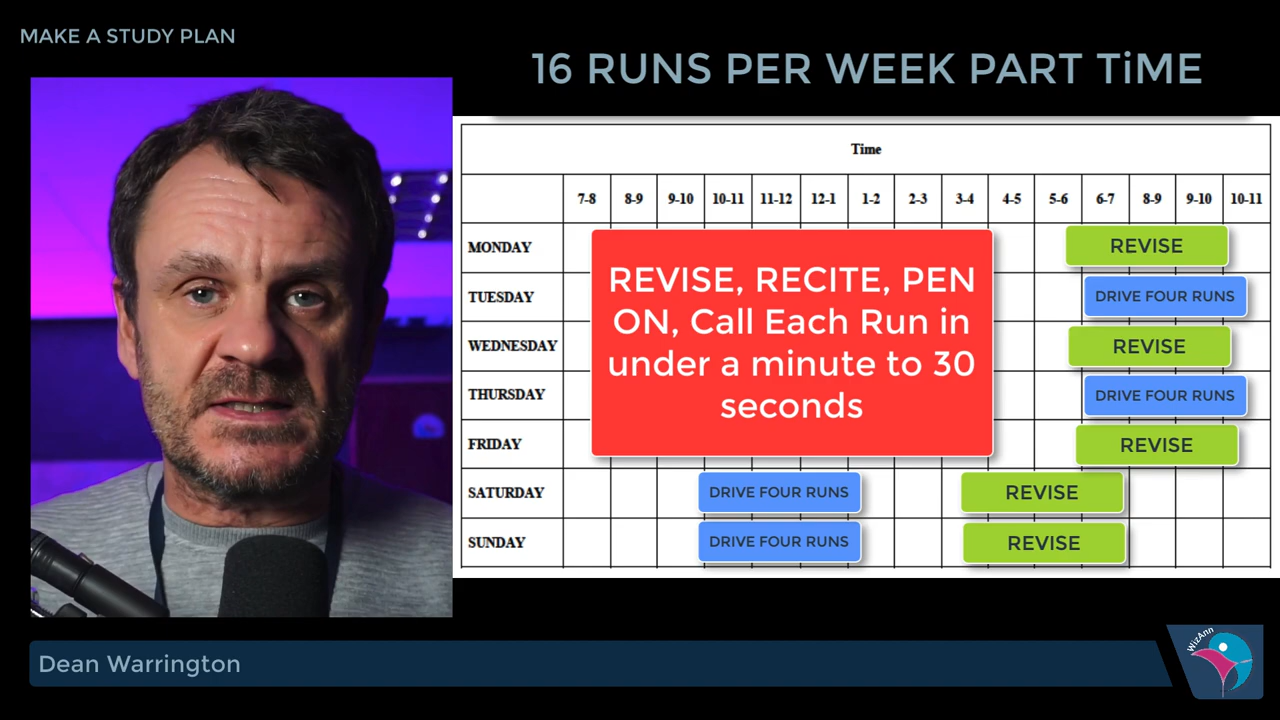 MAKE A STUDY PLAN
16 RUNS PER WEEK PART TiME
Time
7-8 8-9 9-10 10-11 11-12 12-1 1-2 2-3 3-4 4-5 5-6 6-7 8-9 9-10 10-11
MONDAY REVISE
TUESDAY DRIVE FOUR RUNS
WEDNESDAY REVISE
THURSDAY DRIVE FOUR RUNS
FRIDAY REVISE
SATURDAY DRIVE FOUR RUNS REVISE
SUNDAY DRIVE FOUR RUNS REVISE
REVISE, RECITE, PEN
ON, Call Each Run in
under a minute to 30
seconds
Dean Warrington
WizAnn